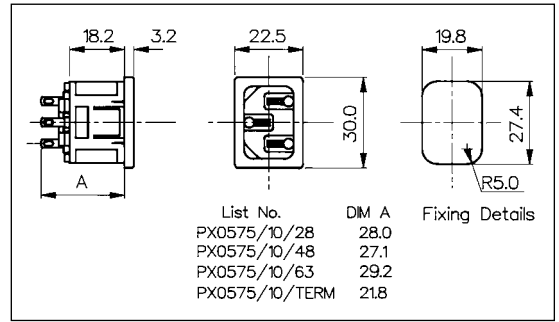 18.2
3.2
22.5
19.8
30.0
27.4
A
R5.0
List No. DIM A
PX0575/10/28 28.0
PX0575/10/48 27.1
PX0575/10/63 29.2
PX0575/10/TERM 21.8
Fixing Details